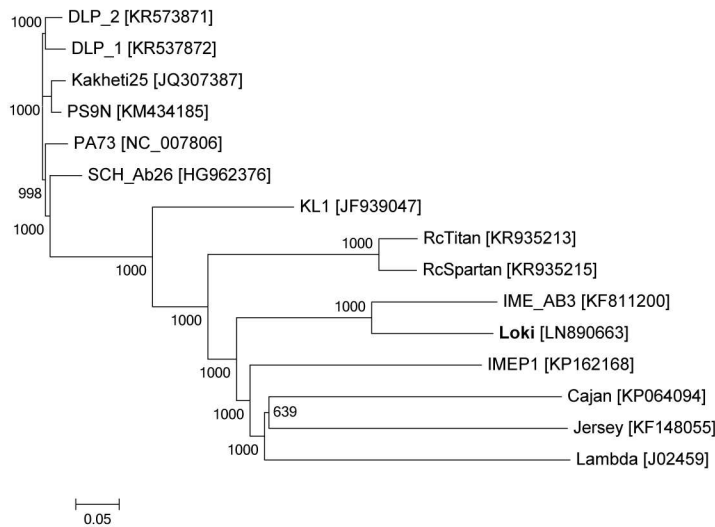 1000
DLP_2 [KR573871]
DLP_1 [KR537872]
Kakheti25 [JQ307387]
1000
PS9N [KM434185]
PA73 [NC_007806]
SCH_Ab26 [HG962376]
998
KL1 [JF939047]
1000
RcTitan [KR935213]
1000
1000
RcSpartan [KR935215]
IME_AB3 [KF811200]
1000
1000
Loki [LN890663]
IMEP1 [KP162168]
1000
Cajan [KP064094]
639
1000
Jersey [KF148055]
1000
Lambda [J02459]
0.05